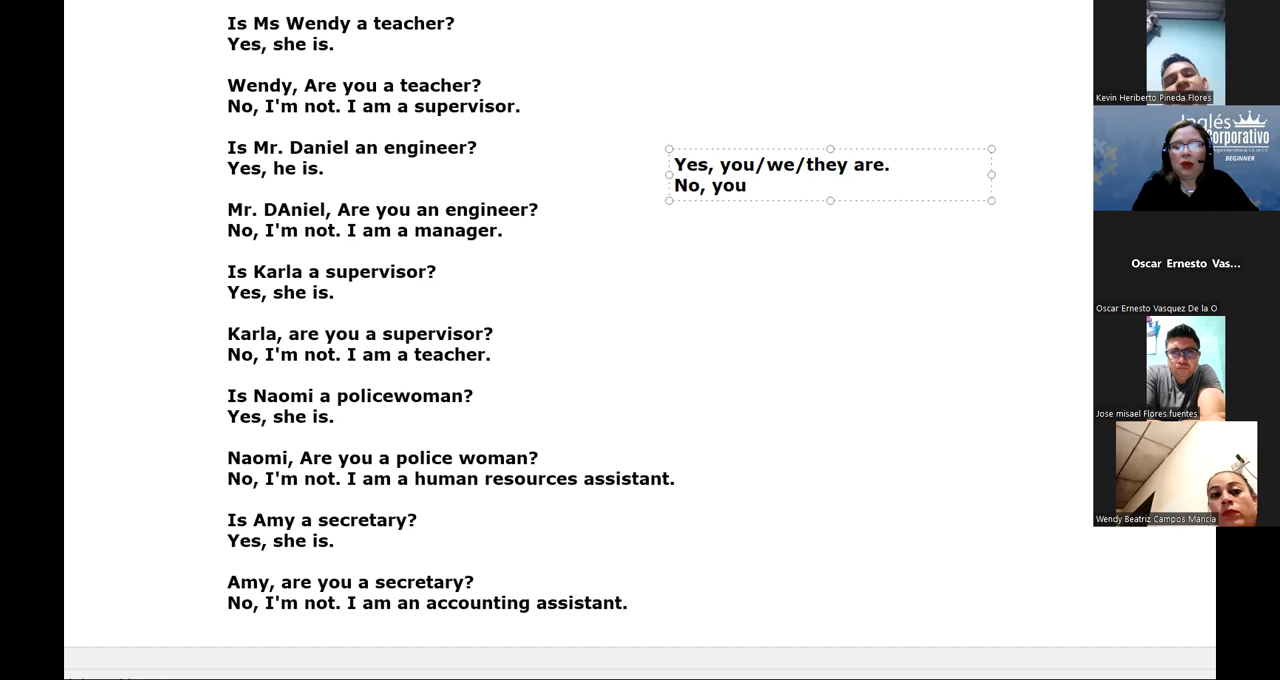 Is Ms Wendy a teacher?
Yes, she is.
Wendy, Are you a teacher?
No, I'm not. I am a supervisor.
Is Mr. Daniel an engineer?
Yes, he is.
Mr. DAniel, Are you an engineer?
No, I'm not. I am a manager.
Is Karla a supervisor?
Yes, she is.
Karla, are you a supervisor?
No, I'm not. I am a teacher.
Is Naomi a policewoman?
Yes, she is.
Naomi, Are you a police woman?
No, I'm not. I am a human resources assistant.
Is Amy a secretary?
Yes, she is.
Amy, are you a secretary?
No, I'm not. I am an accounting assistant.
Yes, you/we/they are.
No, you
Kevin Heriberto Pineda Flores
Inglés
orporativo
BEGINNER
Oscar Ernesto Vas...
Oscar Ernesto Vasquez De la O
Jose misael Flores fuentes
Wendy Beatriz Campos Mancia